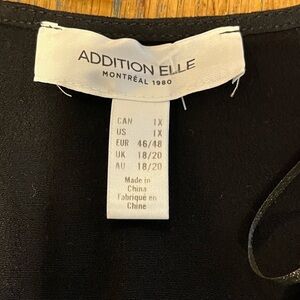 ADDITION ELLE
MONTRÉAL 1980
CAN 1X
US 1X
EUR 46/48
UK 18/20
AU 18/20
Made in
China
Fabriqué en
Chine